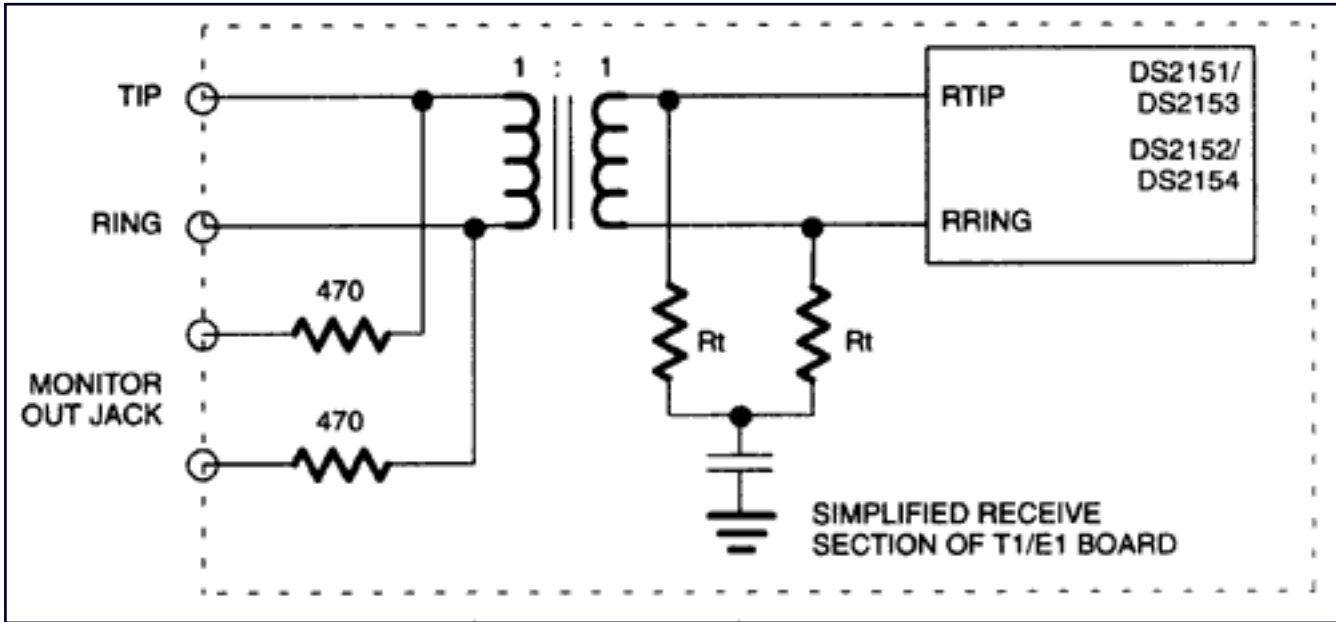 1 : 1
TIP
RING
470
470
MONITOR
OUT JACK
RTIP
RRING
DS2151/
DS2153
DS2152/
DS2154
Rt
Rt
SIMPLIFIED RECEIVE
SECTION OF T1/E1 BOARD